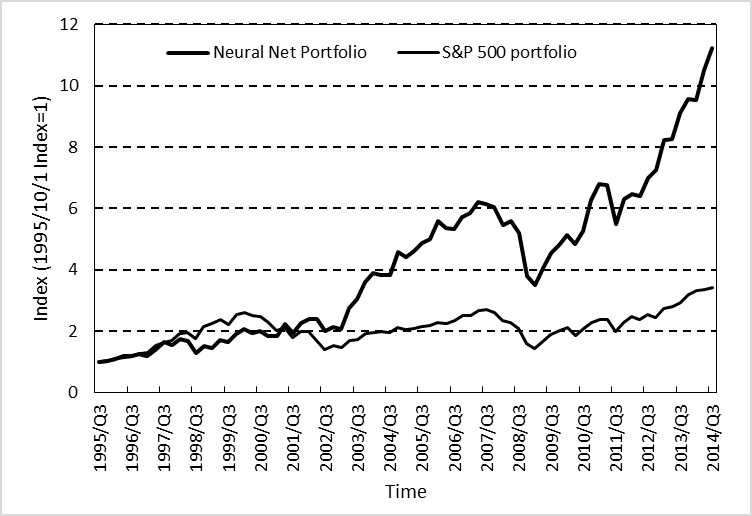 12
10
8
6
4
2
0
Index (1995/10/1 Index=1)
Neural Net Portfolio
S&P 500 portfolio
1995/Q3
1996/Q3
1997/Q3
1998/Q3
1999/Q3
2000/Q3
2001/Q3
2002/Q3
2003/Q3
2004/Q3
2005/Q3
2006/Q3
2007/Q3
2008/Q3
2009/Q3
2010/Q3
2011/Q3
2012/Q3
2013/Q3
2014/Q3
Time